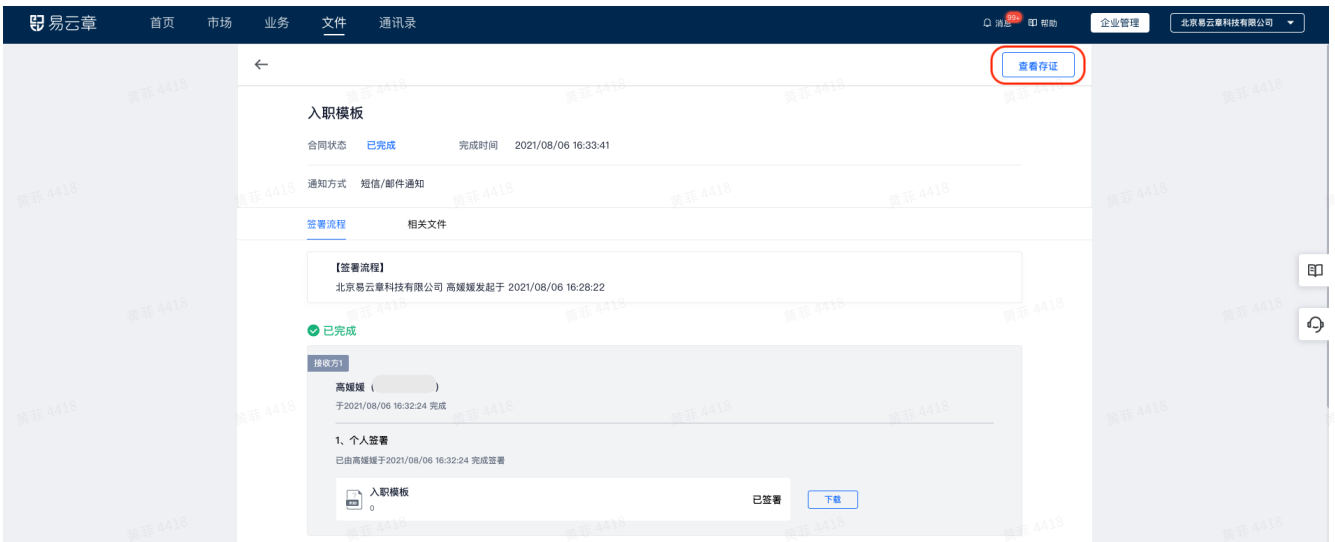 易云章 首页 市场 业务 文件 通讯录 消息 99+ 帮助 企业管理 北京易云章科技有限公司
查看存证
入职模板
合同状态 已完成 完成时间 2021/08/06 16:33:41
通知方式 短信/邮件通知
签署流程 相关文件
【签署流程】
北京易云章科技有限公司 高媛媛发起于 2021/08/06 16:28:22
已完成
接收方1
高媛媛 ( )
于2021/08/06 16:32:24 完成
1、个人签署
已由高媛媛于2021/08/06 16:32:24 完成签署
入职模板 已签署 下载
0
黄菲 4418